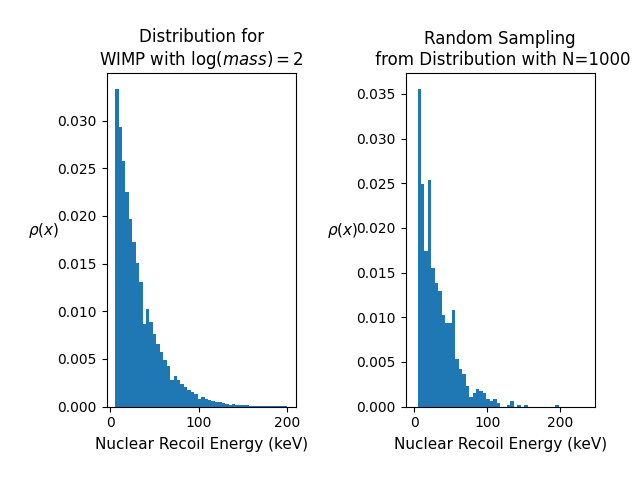 Distribution for
WIMP with log(mass) = 2
0.030
0.025
0.020
0.015
0.010
0.005
0.000
ρ(x)
0
100
200
Nuclear Recoil Energy (keV)
Random Sampling
from Distribution with N=1000
0.035
0.030
0.025
0.020
0.015
0.010
0.005
0.000
ρ(x)
0
100
200
Nuclear Recoil Energy (keV)